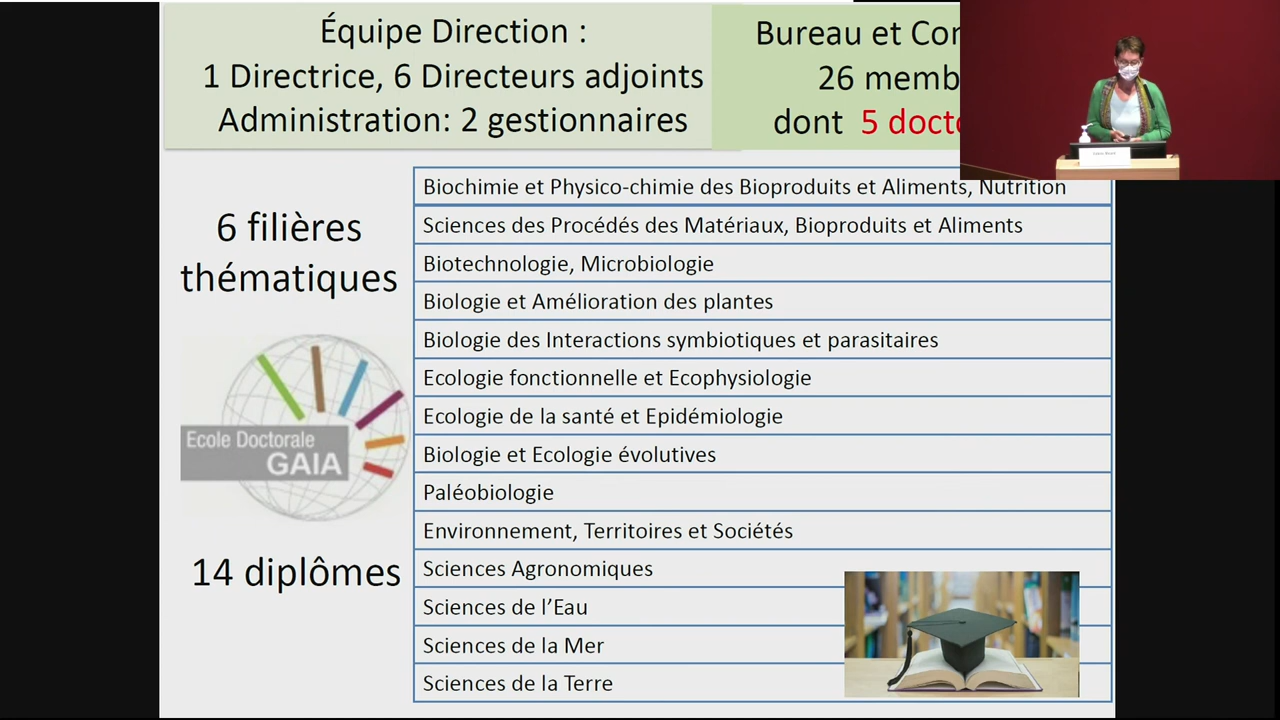 Équipe Direction :
1 Directrice, 6 Directeurs adjoints
Administration: 2 gestionnaires
Bureau et
26
dont 5
Biochimie et Physico-chimie des Bioproduits et Aliments, Nutrition
Sciences des Procédés des Matériaux, Bioproduits et Aliments
Biotechnologie, Microbiologie
Biologie et Amélioration des plantes
Biologie des Interactions symbiotiques et parasitaires
Ecologie fonctionnelle et Ecophysiologie
Ecologie de la santé et Epidémiologie
Biologie et Ecologie évolutives
Paléobiologie
Environnement, Territoires et Sociétés
Sciences Agronomiques
Sciences de l’Eau
Sciences de la Mer
Sciences de la Terre
6 filières
thématiques
Ecole Doctorale
GAIA
14 diplômes